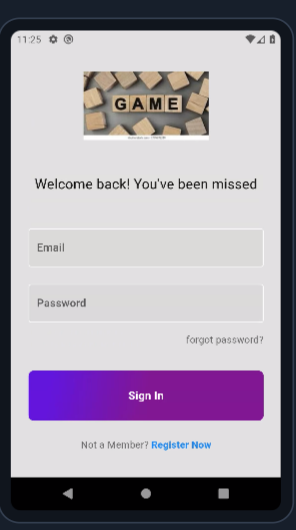 11:25
GAME
Welcome back! You've been missed
Email
Password
forgot password?
Sign In
Not a Member? Register Now